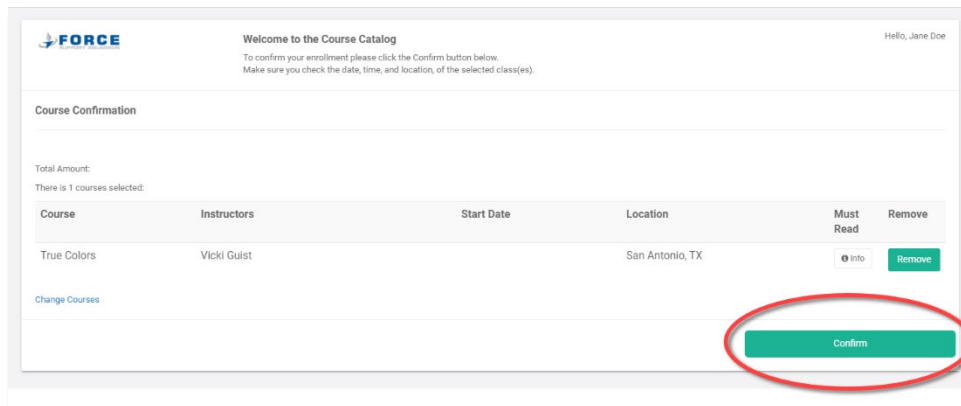 FORCE
Welcome to the Course Catalog
Hello, Jane Doe
To confirm your enrollment please click the Confirm button below.
Make sure you check the date, time, and location, of the selected class(es).
Course Confirmation
Total Amount:
There is 1 courses selected:
Course Instructors Start Date Location Must Read Remove
True Colors Vicki Guist San Antonio, TX Info Remove
Change Courses
Confirm